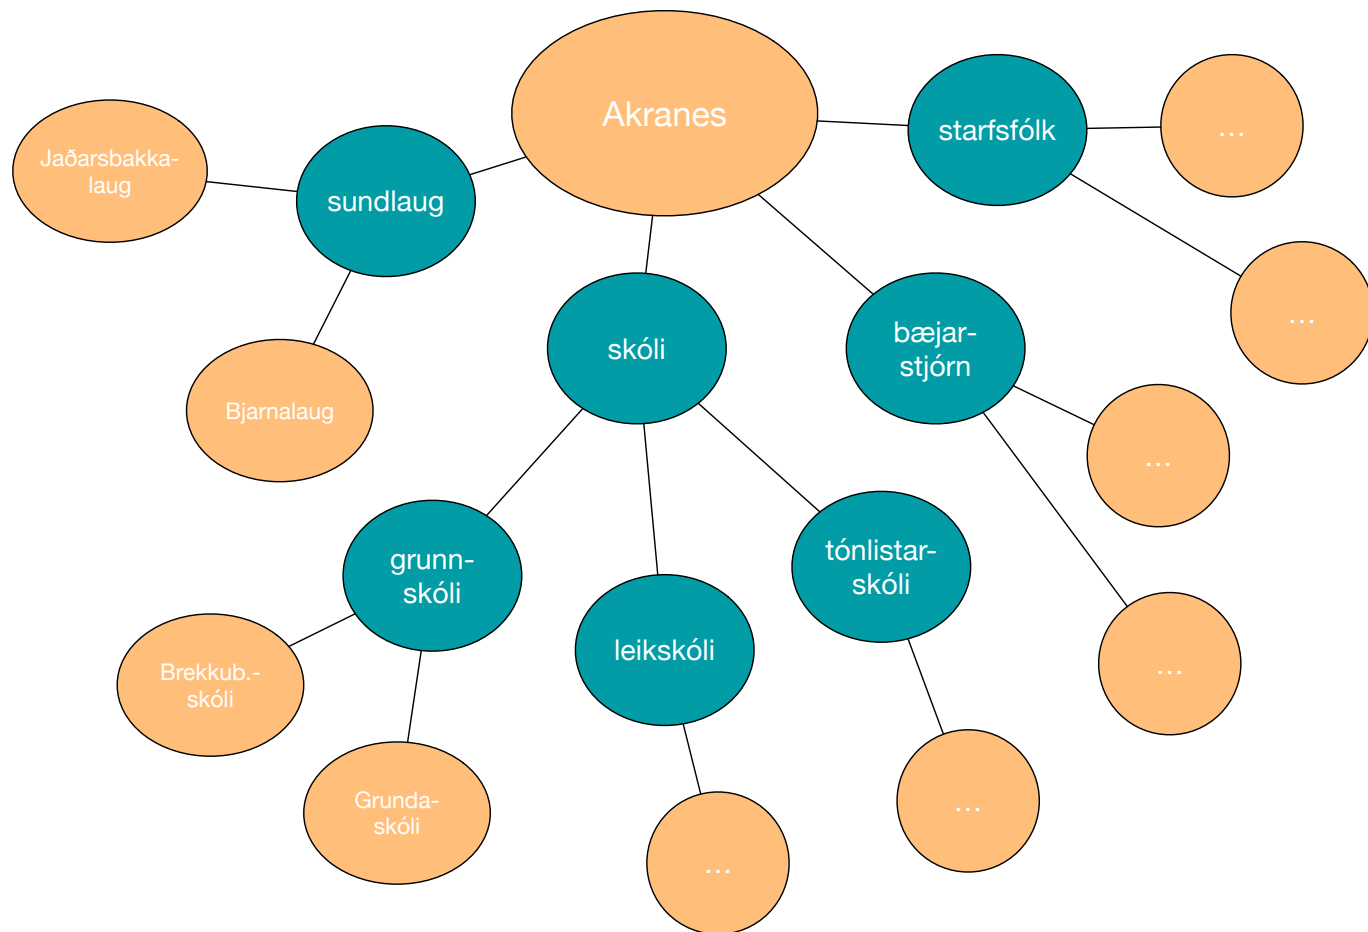 Akranes
starfsfólk
...
Jaðarsbakka-
laug
sundlaug
...
skóli
bæjar-
stjórn
Bjarnalaug
...
grunn-
skóli
tónlistar-
skóli
leikskóli
Brekkub.-
skóli
...
Grunda-
skóli
...
...